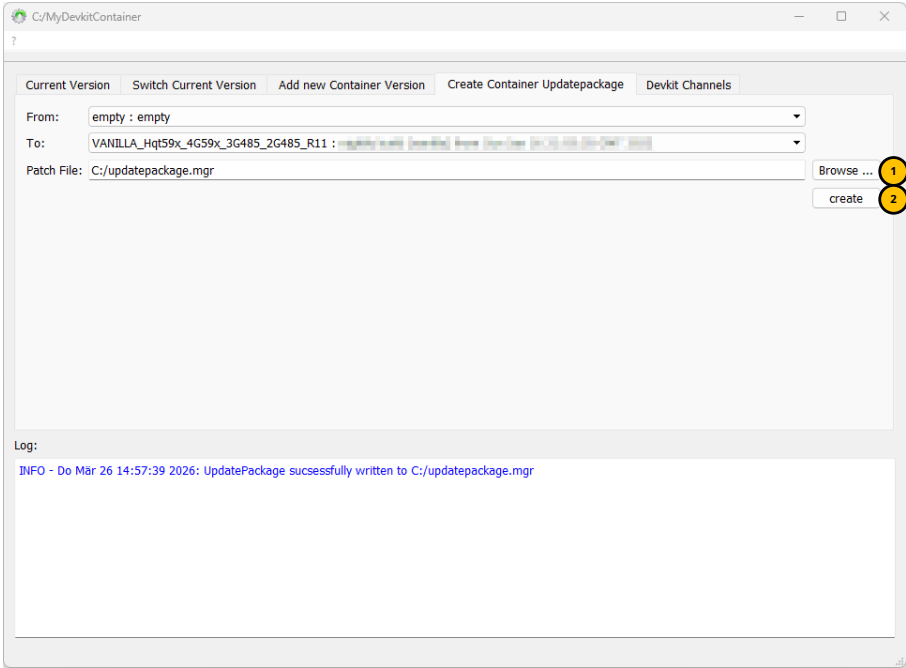 C:/MyDevkitContainer
?
Current Version Switch Current Version Add new Container Version Create Container Updatepackage Devkit Channels
From: empty : empty
To: VANILLA_Hqt59x_4G59x_3G485_2G485_R11 :
Patch File: C:/updatepackage.mgr Browse ... 1
create 2
Log:
INFO - Do Mär 26 14:57:39 2026: UpdatePackage sucsessfully written to C:/updatepackage.mgr